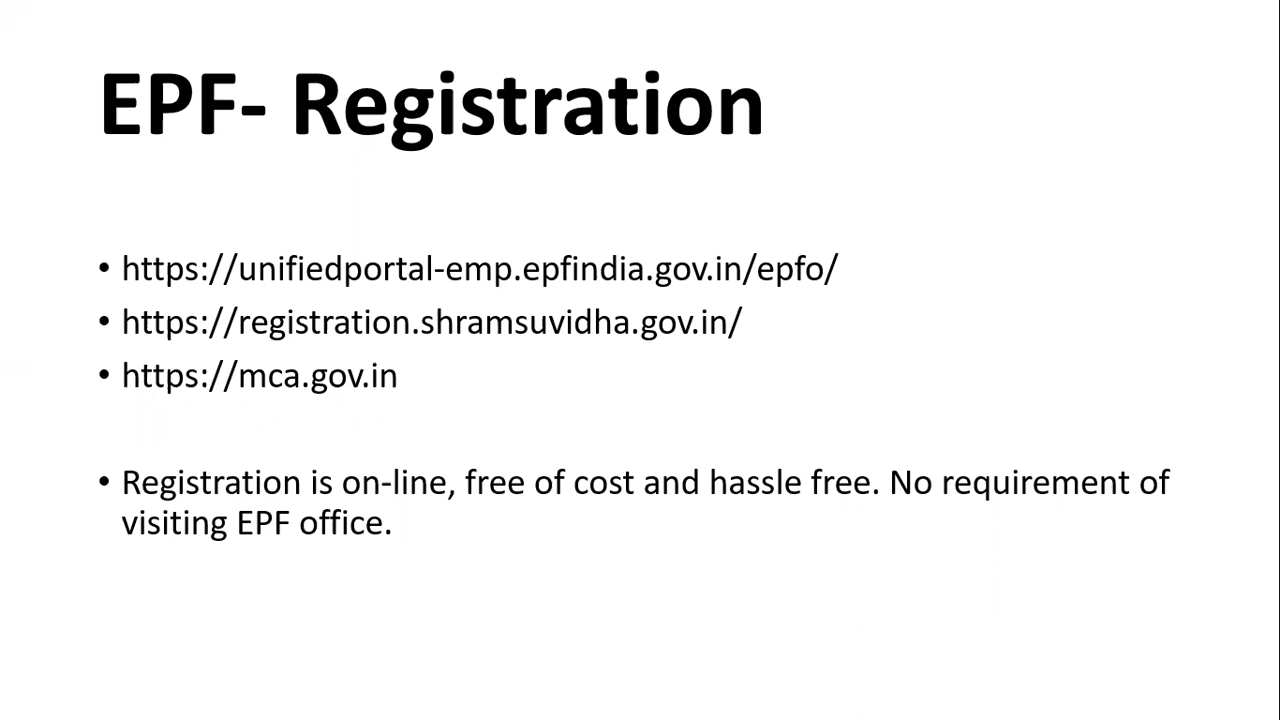 EPF- Registration
• https://unifiedportal-emp.epfindia.gov.in/epfo/
• https://registration.shramsuvidha.gov.in/
• https://mca.gov.in
• Registration is on-line, free of cost and hassle free. No requirement of
visiting EPF office.